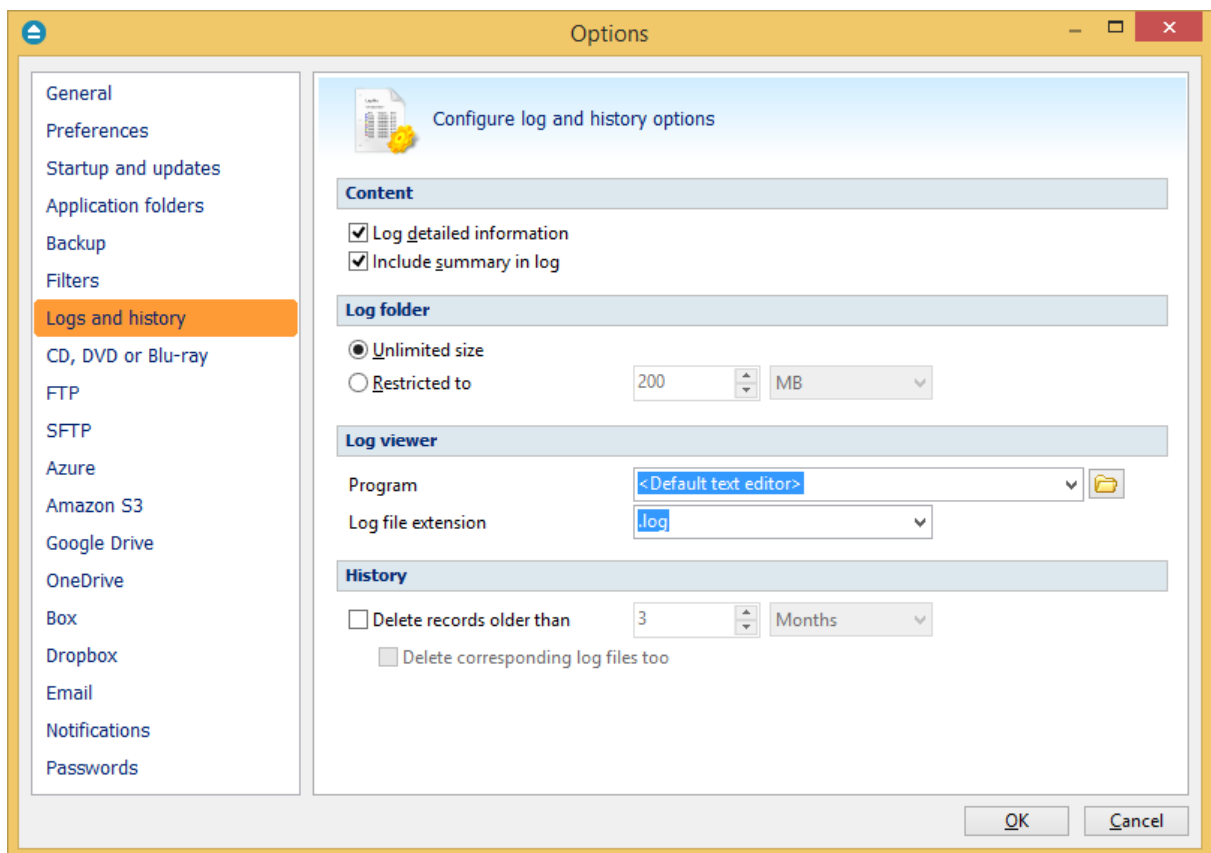 Options
General
Preferences
Startup and updates
Application folders
Backup
Filters
Logs and history
CD, DVD or Blu-ray
FTP
SFTP
Azure
Amazon S3
Google Drive
OneDrive
Box
Dropbox
Email
Notifications
Passwords
Configure log and history options
Content
Log detailed information
Include summary in log
Log folder
Unlimited size
Restricted to 200 MB
Log viewer
Program <Default text editor>
Log file extension .log
History
Delete records older than 3 Months
Delete corresponding log files too
OK Cancel